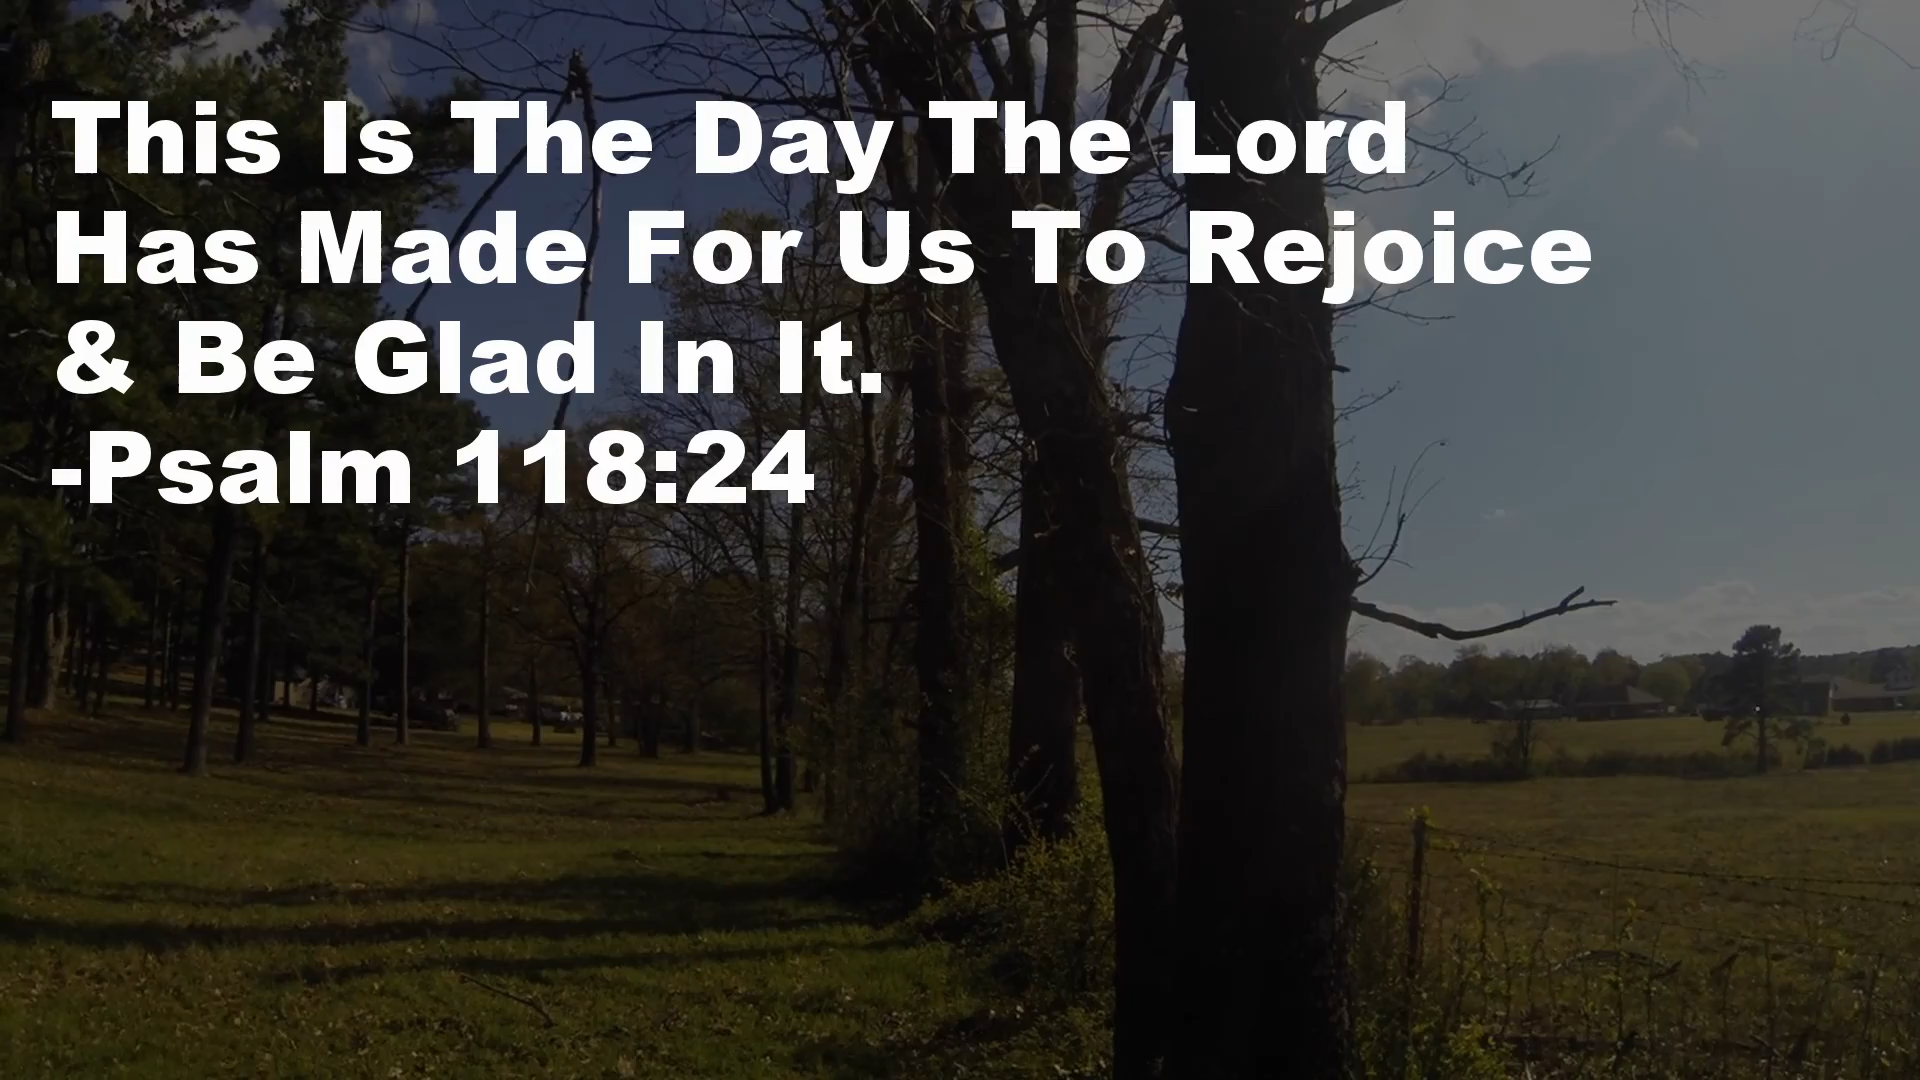 This Is The Day The Lord
Has Made For Us To Rejoice
& Be Glad In It.
-Psalm 118:24